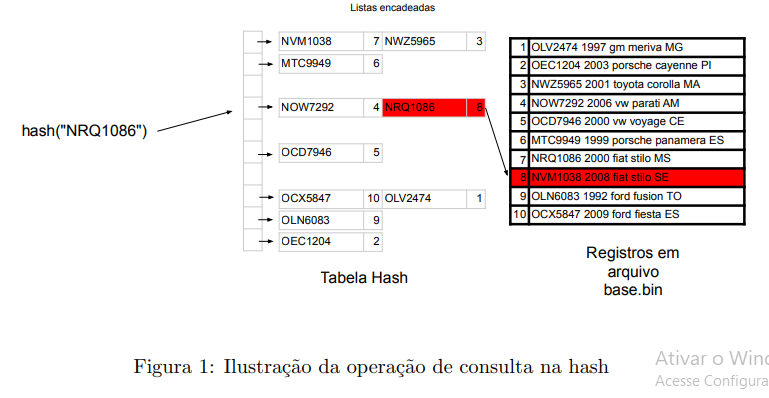 Listas encadeadas
NVM1038 7 NWZ5965 3
MTC9949 6
NOW7292 4 NRQ1086 8
hash("NRQ1086")
OCD7946 5
OCX5847 10 OLV2474 1
OLN6083 9
OEC1204 2
Tabela Hash
1 OLV2474 1997 gm meriva MG
2 OEC1204 2003 porsche cayenne PI
3 NWZ5965 2001 toyota corolla MA
4 NOW7292 2006 vw parati AM
5 OCD7946 2000 vw voyage CE
6 MTC9949 1999 porsche panamera ES
7 NRQ1086 2000 fiat stilo MS
8 NVM1038 2008 fiat stilo SE
9 OLN6083 1992 ford fusion TO
10 OCX5847 2009 ford fiesta ES
Registros em
arquivo
base.bin
Figura 1: Ilustração da operação de consulta na hash
Ativar o Wind
Acesse Configura